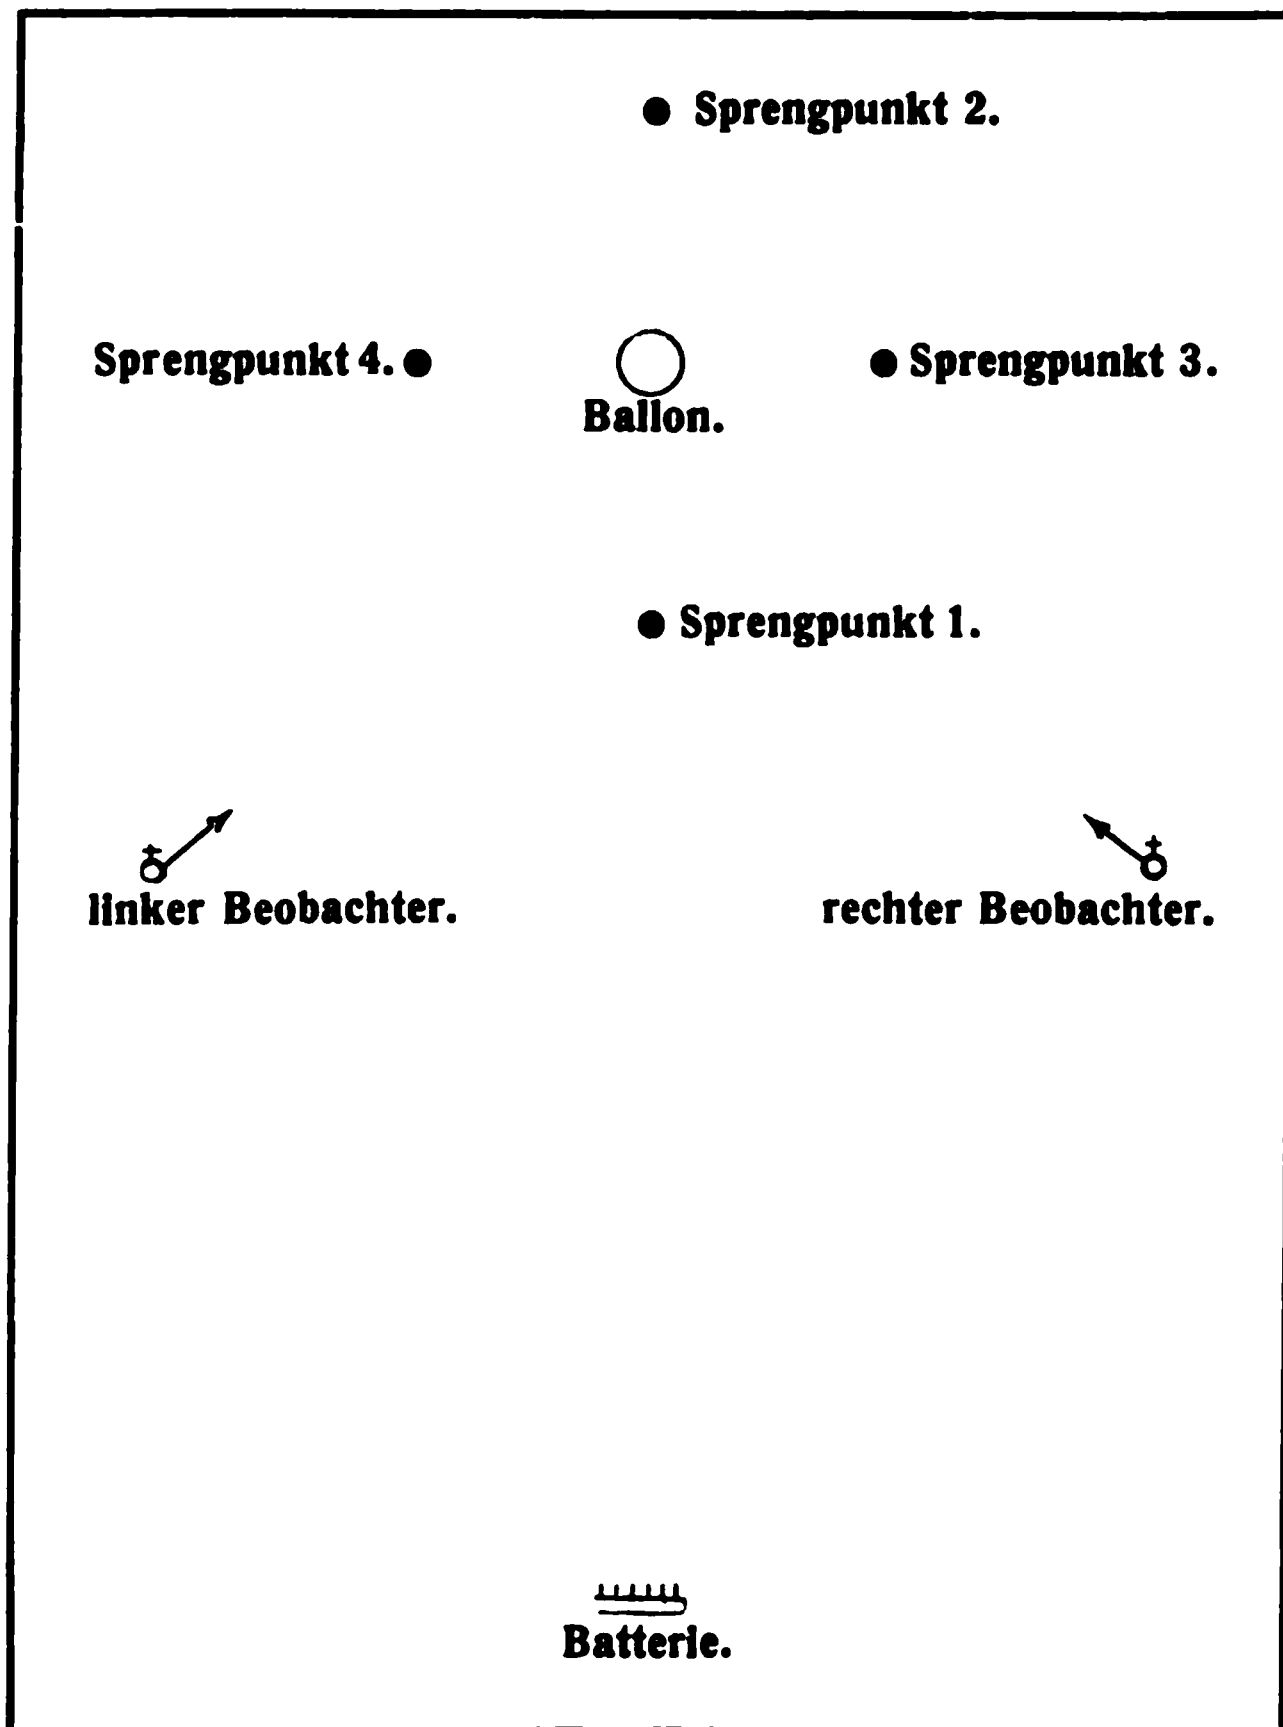 Sprengpunkt 2.
Sprengpunkt 4.
Ballon.
Sprengpunkt 3.
Sprengpunkt 1.
linker Beobachter.
rechter Beobachter.
Batterie.